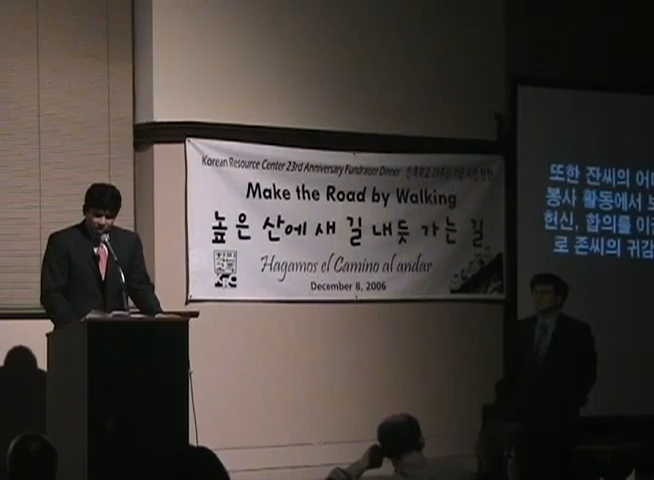 Korean Resource Center 23rd Anniversary Fundraiser Dinner
Make the Road by Walking
높은 산에 새 길 내듯 가는 길
Hagamos el Camino al andar
December 8, 2006
또한 잔씨의 어
봉사 활동에서 보
헌신, 합의를 이
로 존씨의 귀감